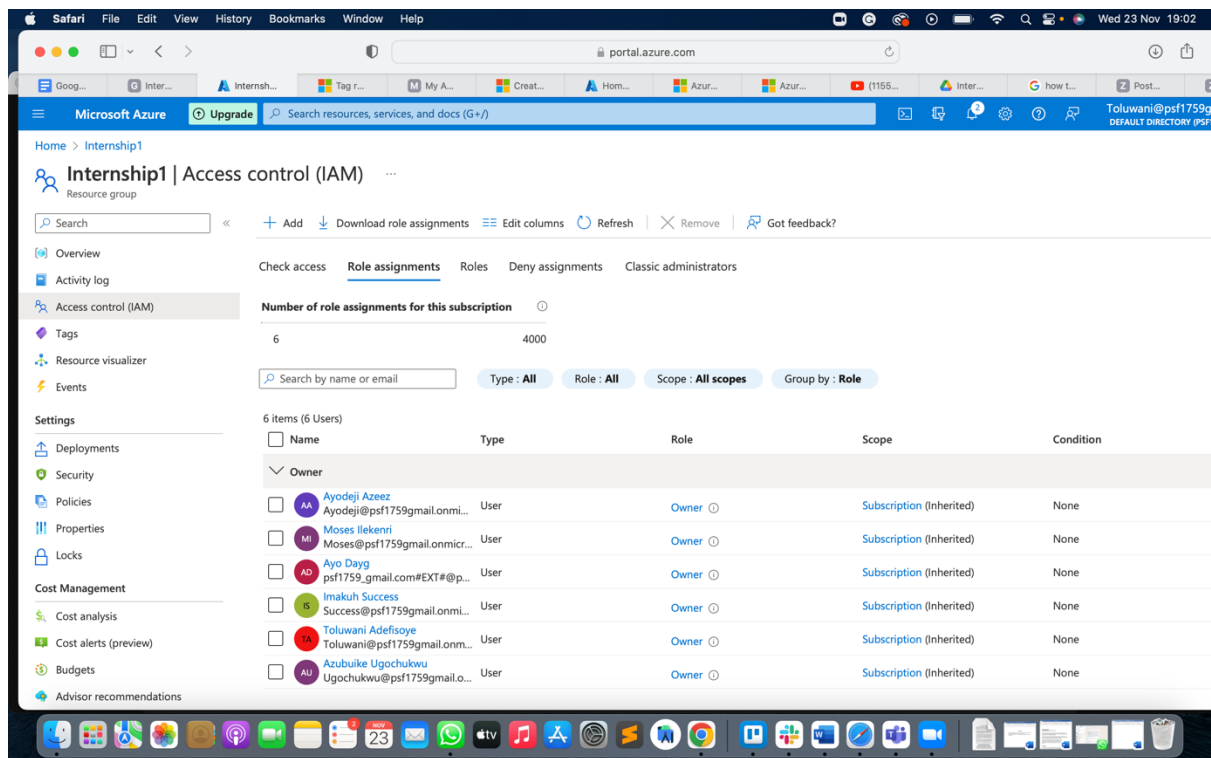 Safari File Edit View History Bookmarks Window Help Wed 23 Nov 19:02
portal.azure.com
Goog... Inter... Internsh... Tag r... My A... Creat... Hom... Azur... Azur... (1155... Inter... how t... Post...
Microsoft Azure Upgrade Search resources, services, and docs (G+/) 2 Toluwani@psf1759g
DEFAULT DIRECTORY (PSF
Home > Internship1
Internship1 | Access control (IAM) ...
Resource group
Search « + Add Download role assignments Edit columns Refresh Remove Got feedback?
Overview
Activity log
Access control (IAM)
Tags
Resource visualizer
Events
Settings
Deployments
Security
Policies
Properties
Locks
Cost Management
Cost analysis
Cost alerts (preview)
Budgets
Advisor recommendations
Check access Role assignments Roles Deny assignments Classic administrators
Number of role assignments for this subscription
6 4000
Search by name or email Type : All Role : All Scope : All scopes Group by : Role
6 items (6 Users)
Name Type Role Scope Condition
Owner
AA Ayodeji Azeez
Ayodeji@psf1759gmail.onmi... User Owner Subscription (Inherited) None
MI Moses Ilekenri
Moses@psf1759gmail.onmicr... User Owner Subscription (Inherited) None
AD Ayo Dayg
psf1759_gmail.com#EXT#@p... User Owner Subscription (Inherited) None
IS Imakuh Success
Success@psf1759gmail.onmi... User Owner Subscription (Inherited) None
TA Toluwani Adefisoye
Toluwani@psf1759gmail.onm... User Owner Subscription (Inherited) None
AU Azubuike Ugochukwu
Ugochukwu@psf1759gmail.o... User Owner Subscription (Inherited) None
2
NOV
23
tv